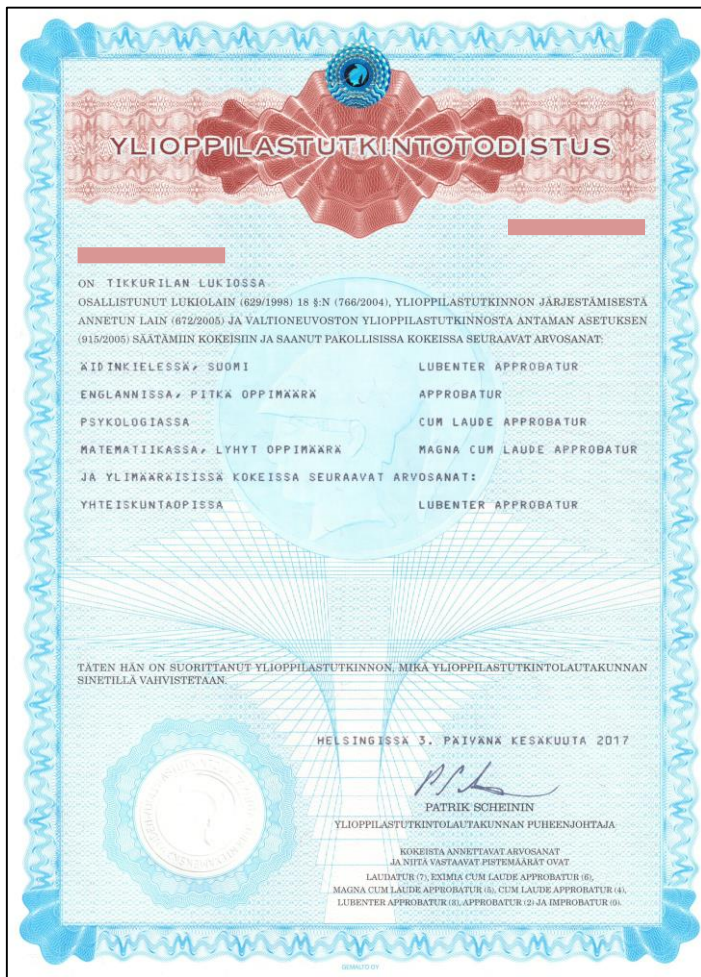 YLIOPPILASTUTKINTOTODISTUS
ON TIKKURILAN LUKIOSSA
OSALLISTUNUT LUKIOLAIN (629/1998) 18 §:N (766/2004), YLIOPPILASTUTKINNON JÄRJESTÄMISESTÄ
ANNETUN LAIN (672/2005) JA VALTIONEUVOSTON YLIOPPILASTUTKINNOSTA ANTAMAN ASETUKSEN
(915/2005) SÄÄTÄMIIN KOKEISIIN JA SAANUT PAKOLLISISSA KOKEISSA SEURAAVAT ARVOSANAT:
ÄIDINKIELESSÄ, SUOMI LUBENTER APPROBATUR
ENGLANNISSA, PITKÄ OPPIMÄÄRÄ APPROBATUR
PSYKOLOGIASSA CUM LAUDE APPROBATUR
MATEMATIIKASSA, LYHYT OPPIMÄÄRÄ MAGNA CUM LAUDE APPROBATUR
JA YLIMÄÄRÄISISSÄ KOKEISSA SEURAAVAT ARVOSANAT:
YHTEISKUNTAOPISSA LUBENTER APPROBATUR
TÄTEN HÄN ON SUORITTANUT YLIOPPILASTUTKINNON, MIKÄ YLIOPPILASTUTKINTOLAUTAKUNNAN
SINETILLÄ VAHVISTETAAN.
HELSINGISSÄ 3. PÄIVÄNÄ KESÄKUUTA 2017
PATRIK SCHEININ
YLIOPPILASTUTKINTOLAUTAKUNNAN PUHEENJOHTAJA
KOKEISTA ANNETTAVAT ARVOSANAT
JA NIITÄ VASTAAVAT PISTEMÄÄRÄT OVAT
LAUDATUR (7), EXIMIA CUM LAUDE APPROBATUR (6),
MAGNA CUM LAUDE APPROBATUR (5), CUM LAUDE APPROBATUR (4),
LUBENTER APPROBATUR (3), APPROBATUR (2) JA IMPROBATUR (0).
GEMALTO OY